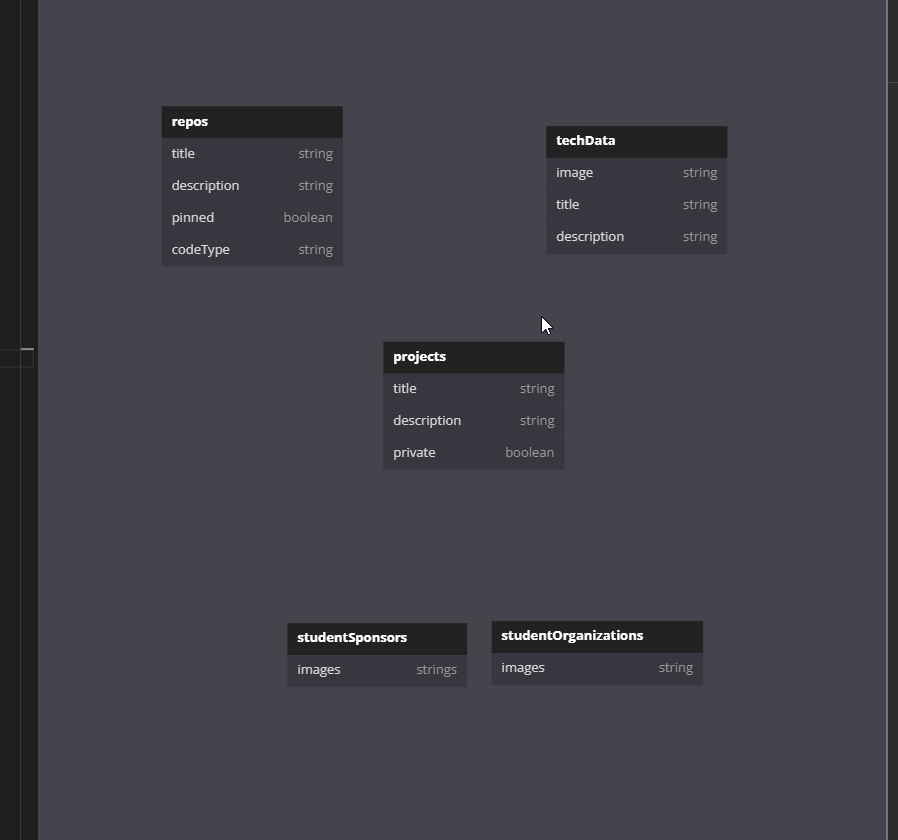 repos
title string
description string
pinned boolean
codeType string
techData
image string
title string
description string
projects
title string
description string
private boolean
studentSponsors
images strings
studentOrganizations
images string